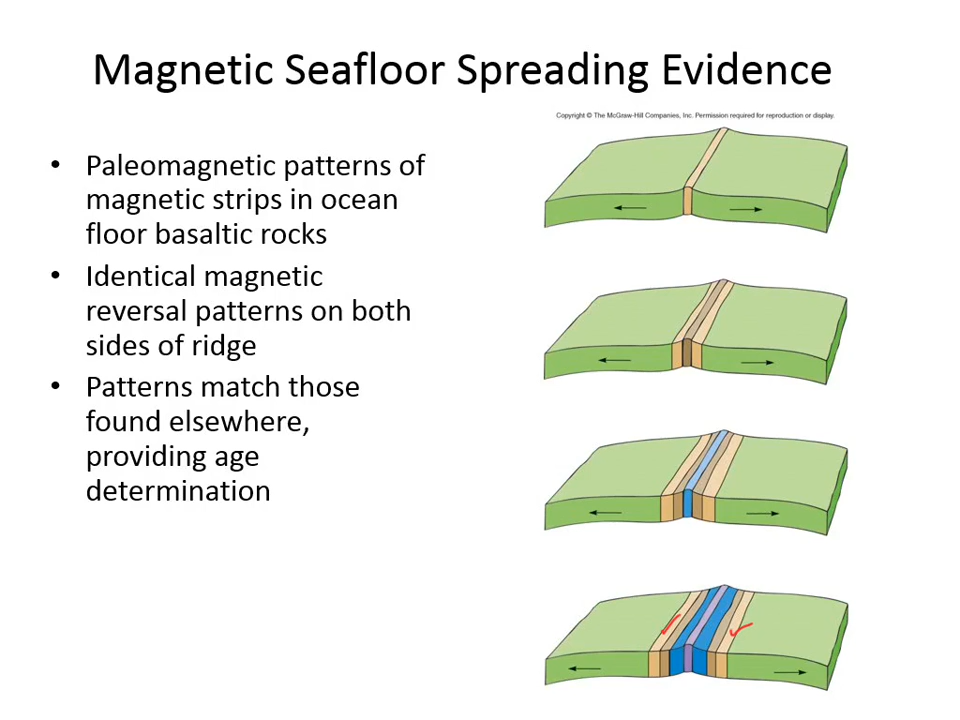 Magnetic Seafloor Spreading Evidence
Copyright © The McGraw-Hill Companies, Inc. Permission required for reproduction or display.
• Paleomagnetic patterns of
magnetic strips in ocean
floor basaltic rocks
• Identical magnetic
reversal patterns on both
sides of ridge
• Patterns match those
found elsewhere,
providing age
determination